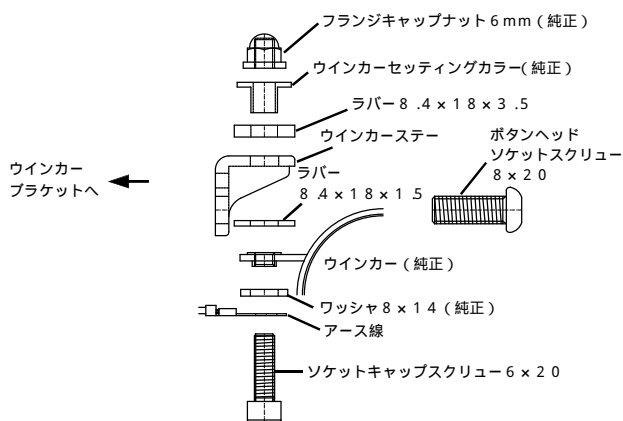 フランジキャップナット6mm(純正)
ウインカーセッティングカラー(純正)
ラバー8.4×18×3.5
ウインカーステー
ボタンヘッド
ソケットスクリュー
8×20
ウインカー
ブラケットへ
ラバー
8.4×18×1.5
ウインカー(純正)
ワッシャ8×14(純正)
アース線
ソケットキャップスクリュー6×20